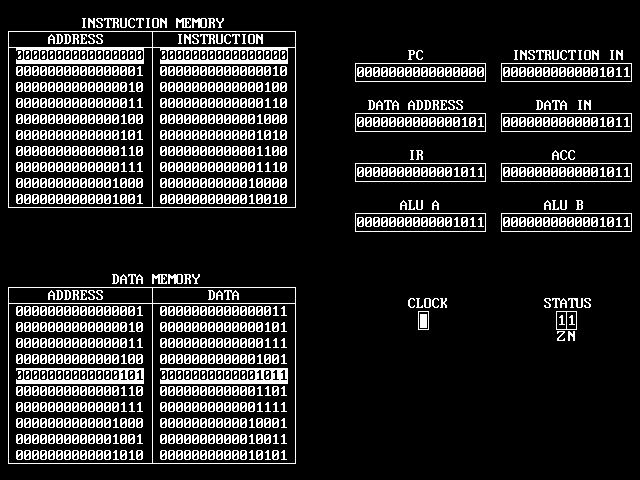 INSTRUCTION MEMORY
ADDRESS INSTRUCTION
0000000000000000 0000000000000000
0000000000000001 0000000000000010
0000000000000010 0000000000000100
0000000000000011 0000000000000110
0000000000000100 0000000000001000
0000000000000101 0000000000001010
0000000000000110 0000000000001100
0000000000000111 0000000000001110
0000000000001000 0000000000010000
0000000000001001 0000000000010010
PC INSTRUCTION IN
0000000000000000 0000000000001011
DATA ADDRESS DATA IN
0000000000000101 0000000000001011
IR ACC
0000000000001011 0000000000001011
ALU A ALU B
0000000000001011 0000000000001011
DATA MEMORY
ADDRESS DATA
0000000000000001 0000000000000011
0000000000000010 0000000000000101
0000000000000011 0000000000000111
0000000000000100 0000000000001001
0000000000000101 0000000000001011
0000000000000110 0000000000001101
0000000000000111 0000000000001111
0000000000001000 0000000000010001
0000000000001001 0000000000010011
0000000000001010 0000000000010101
CLOCK STATUS
11
ZN